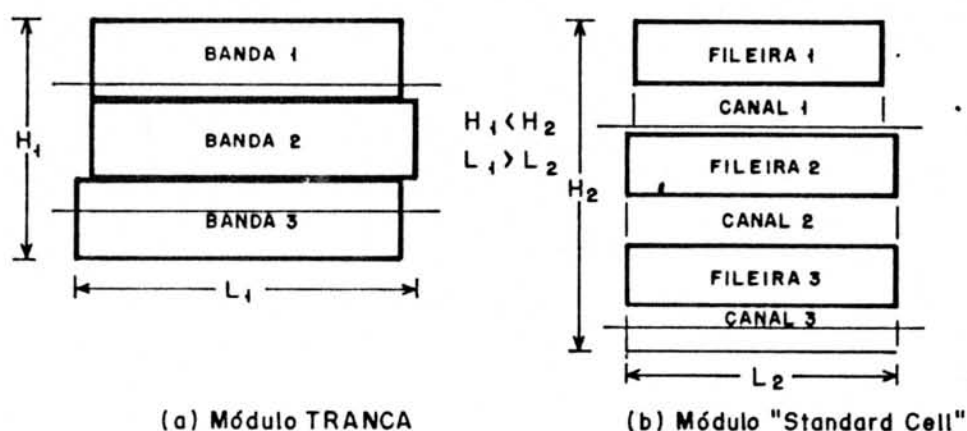 BANDA 1
BANDA 2
BANDA 3
H1
L1
H1 < H2
L1 > L2
FILEIRA 1
CANAL 1
FILEIRA 2
CANAL 2
FILEIRA 3
CANAL 3
H2
L2
(a) Módulo TRANCA
(b) Módulo "Standard Cell"